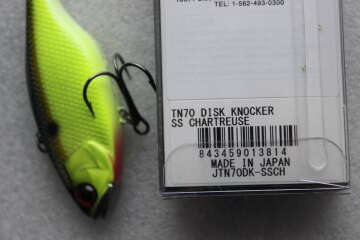 TEL: 1-562-493-0300
TN70 DISK KNOCKER
SS CHARTREUSE
843459013814
MADE IN JAPAN
JTN70DK-SSCH